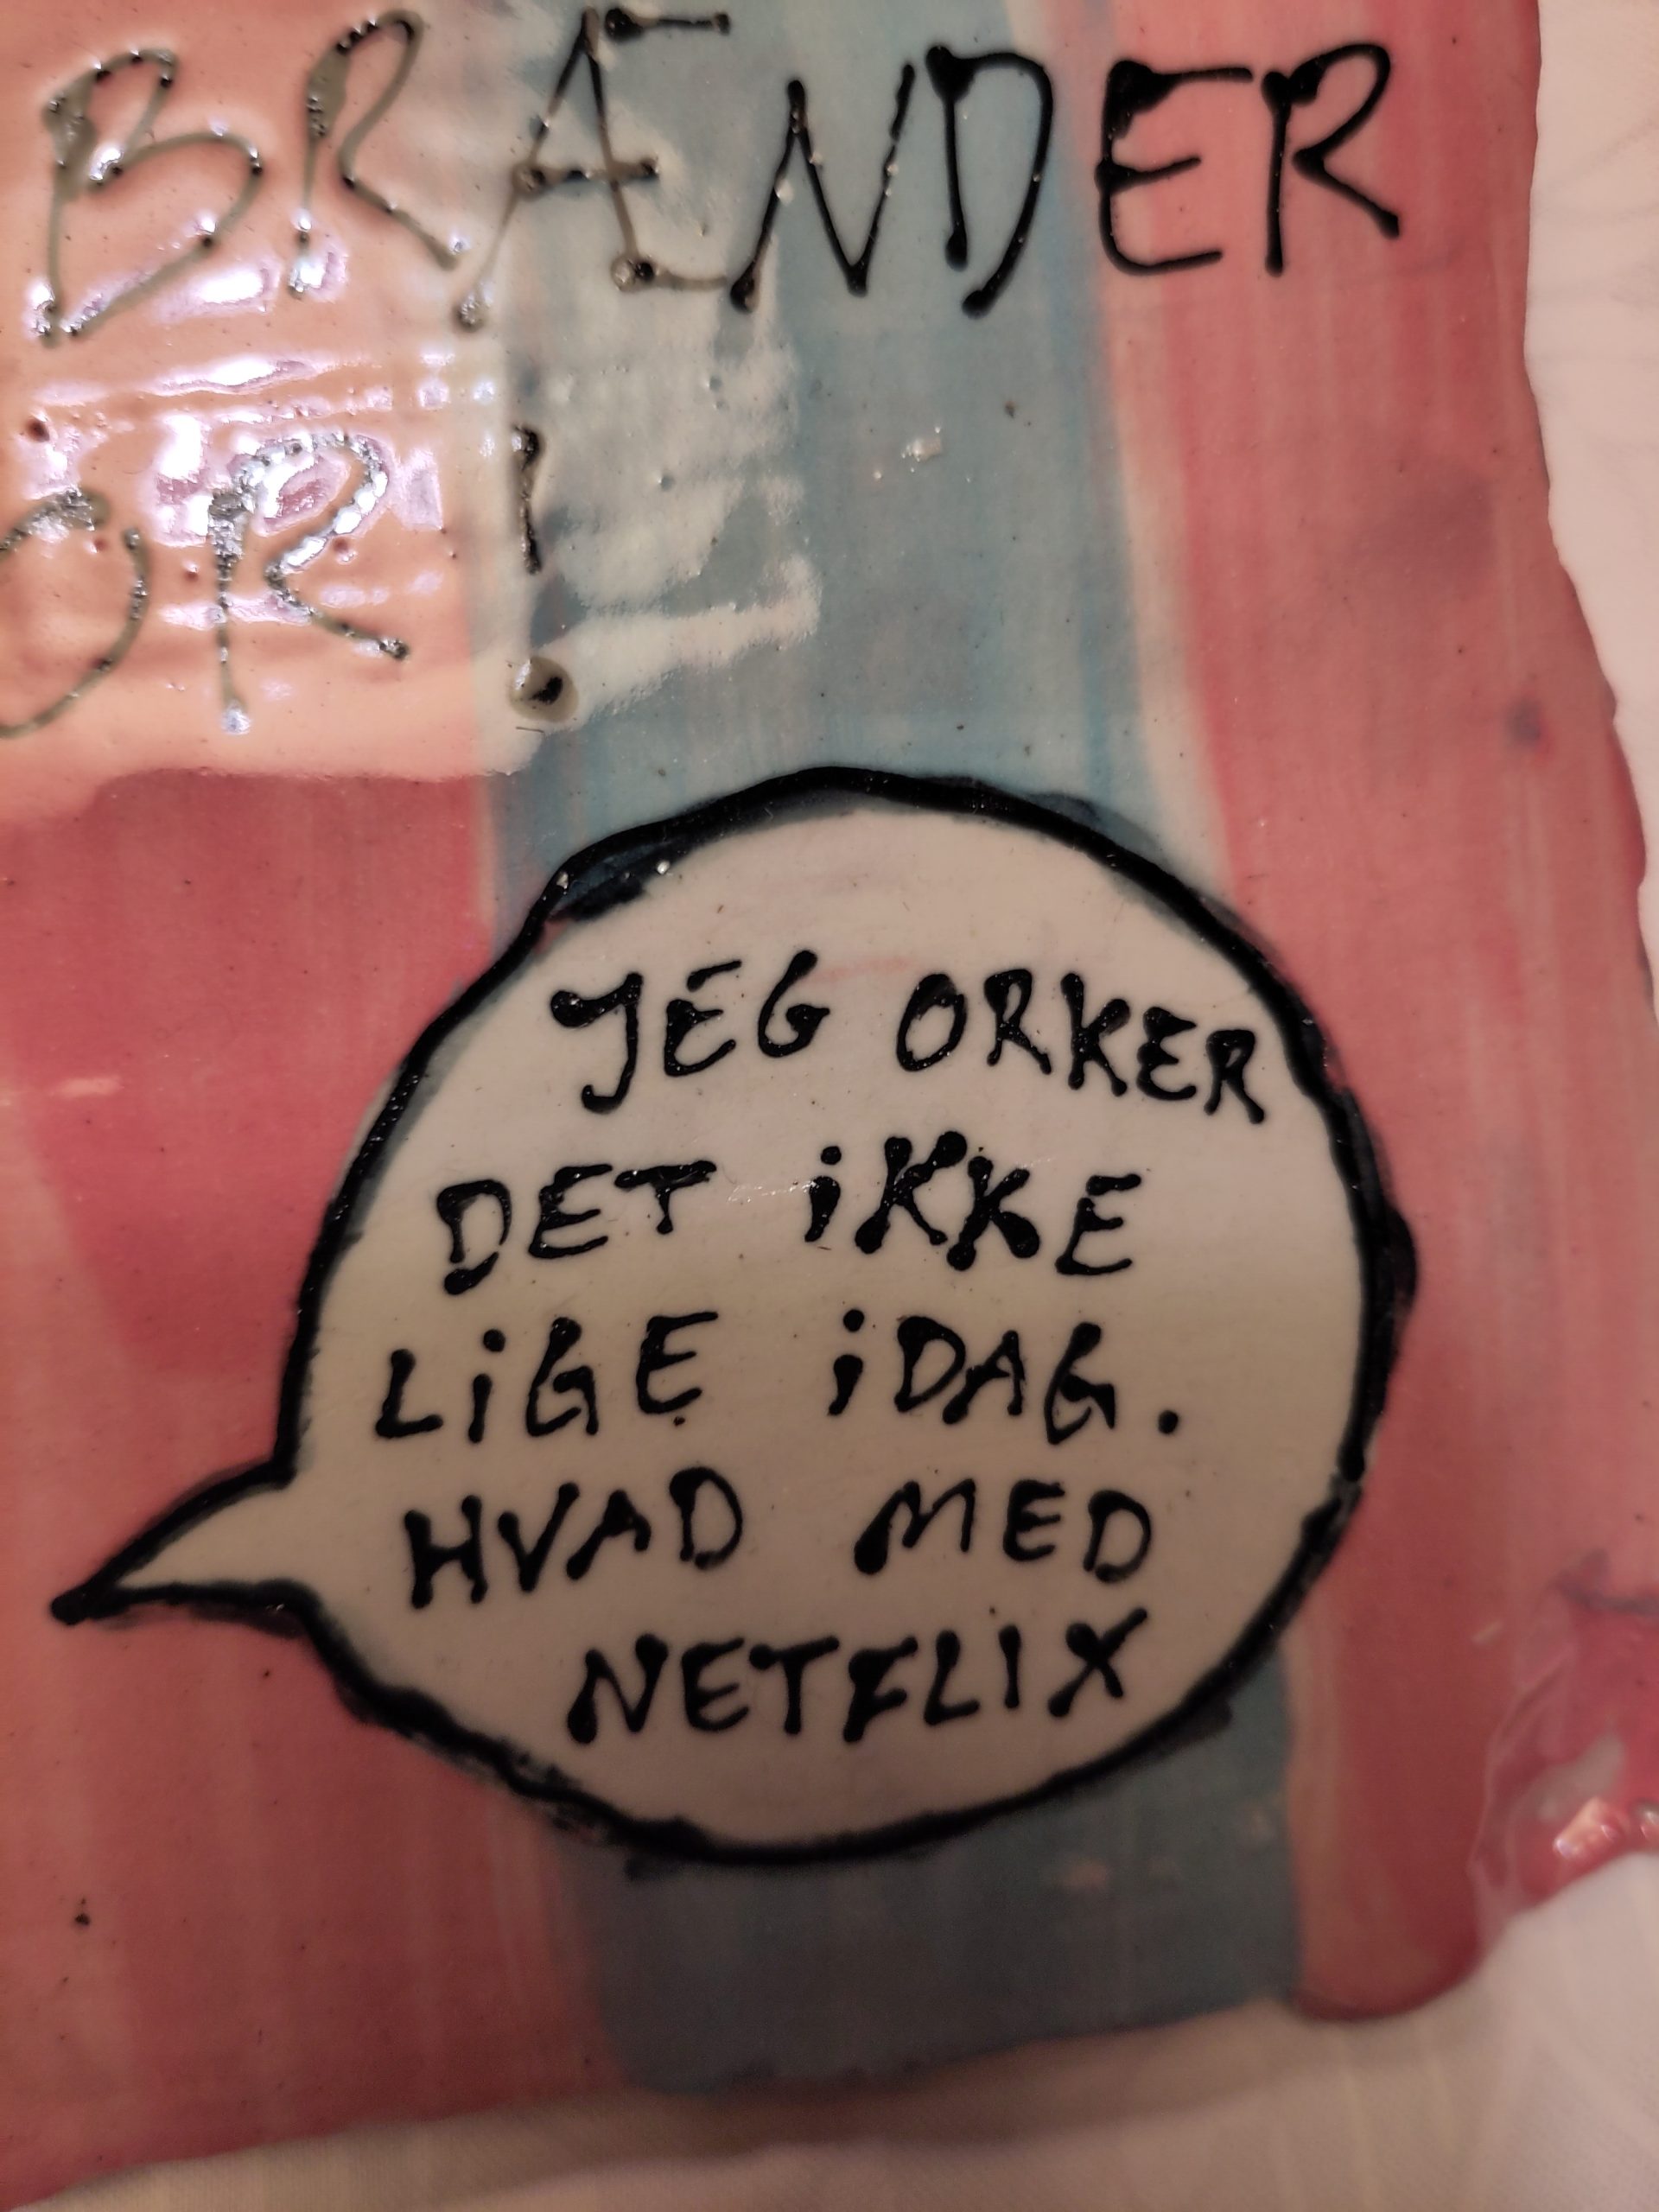 BRÆNDER
OR!
JEG ORKER
DET iKKE
LiGE iDAG.
HVAD MED
NETFLIX